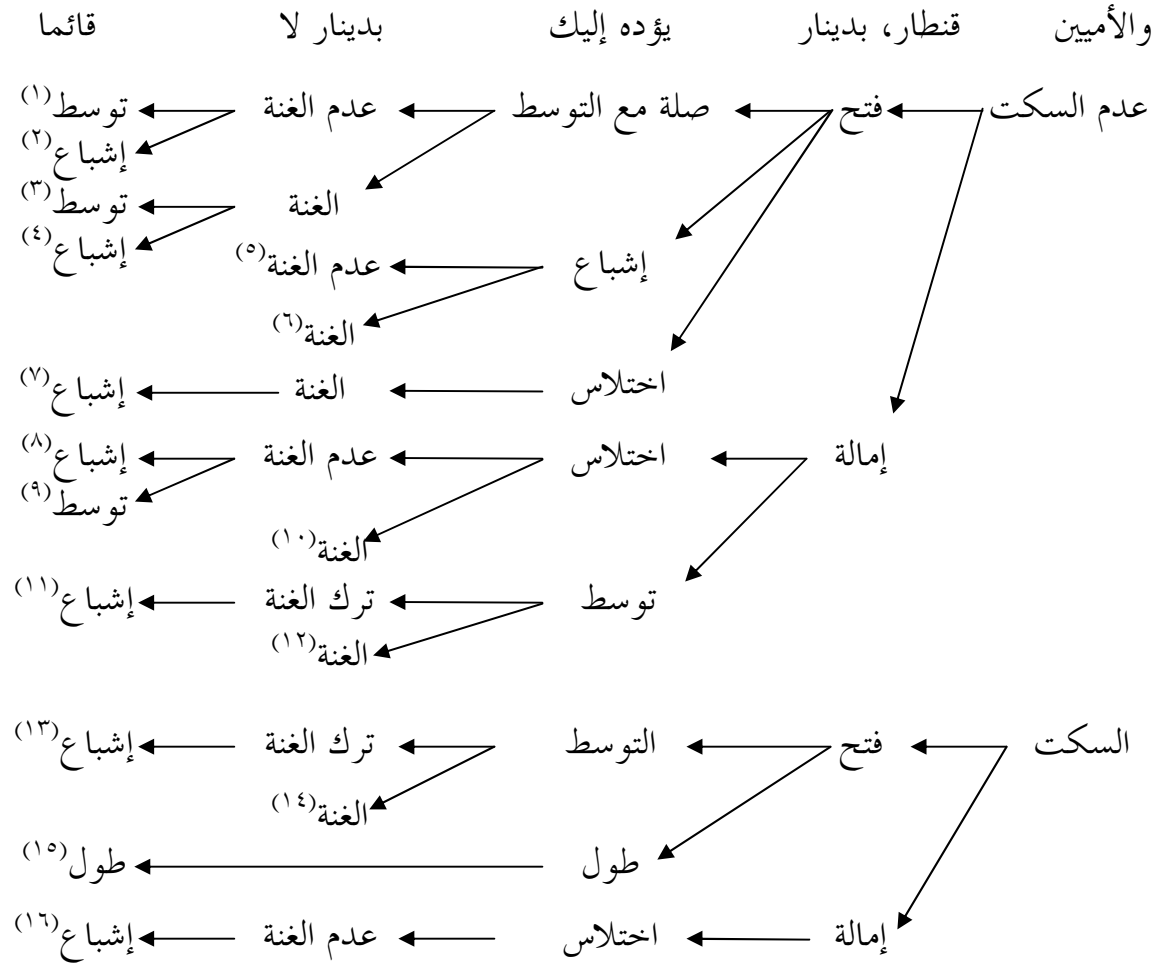 والأميين قنطار، بدينار يؤده إليك بدينار لا قائما
عدم السكت فتح صلة مع التوسط عدم الغنة توسط(١)
إشباع(٢)
الغنة توسط(٣)
إشباع(٤)
إشباع عدم الغنة(٥)
الغنة(٦)
اختلاس الغنة إشباع(٧)
إمالة اختلاس عدم الغنة إشباع(٨)
توسط(٩)
الغنة(١٠)
توسط ترك الغنة إشباع(١١)
الغنة(١٢)
السكت فتح التوسط ترك الغنة إشباع(١٣)
الغنة(١٤)
طول طول(١٥)
إمالة اختلاس عدم الغنة إشباع(١٦)